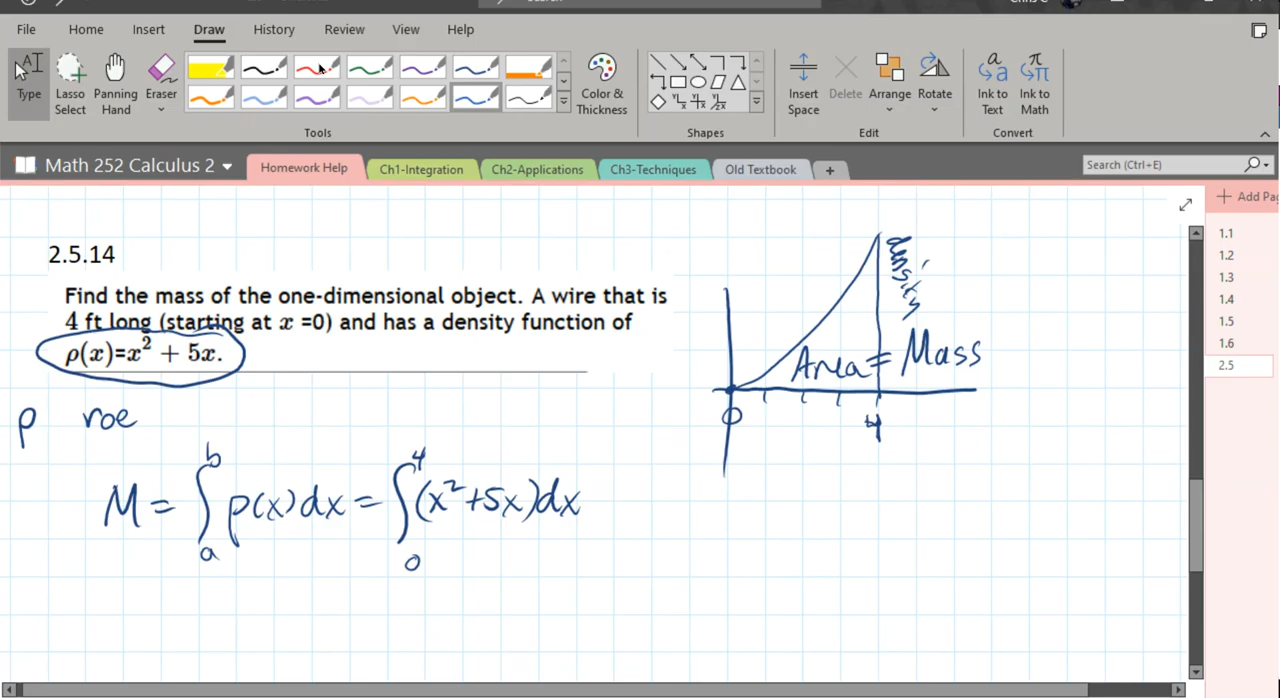 File Home Insert Draw History Review View Help
Type Lasso Select Panning Hand Eraser Color & Thickness Insert Space Delete Arrange Rotate Ink to Text Ink to Math
Tools Shapes Edit Convert
Math 252 Calculus 2 Homework Help Ch1-Integration Ch2-Applications Ch3-Techniques Old Textbook Search (Ctrl+E)
Add Pa
1.1
1.2
1.3
1.4
1.5
1.6
2.5
2.5.14
Find the mass of the one-dimensional object. A wire that is
4 ft long (starting at x =0) and has a density function of
ρ(x)=x² + 5x.
ρ roe
M = ∫_a^b ρ(x)dx = ∫_0^4 (x²+5x)dx
density
Area = Mass
0 4